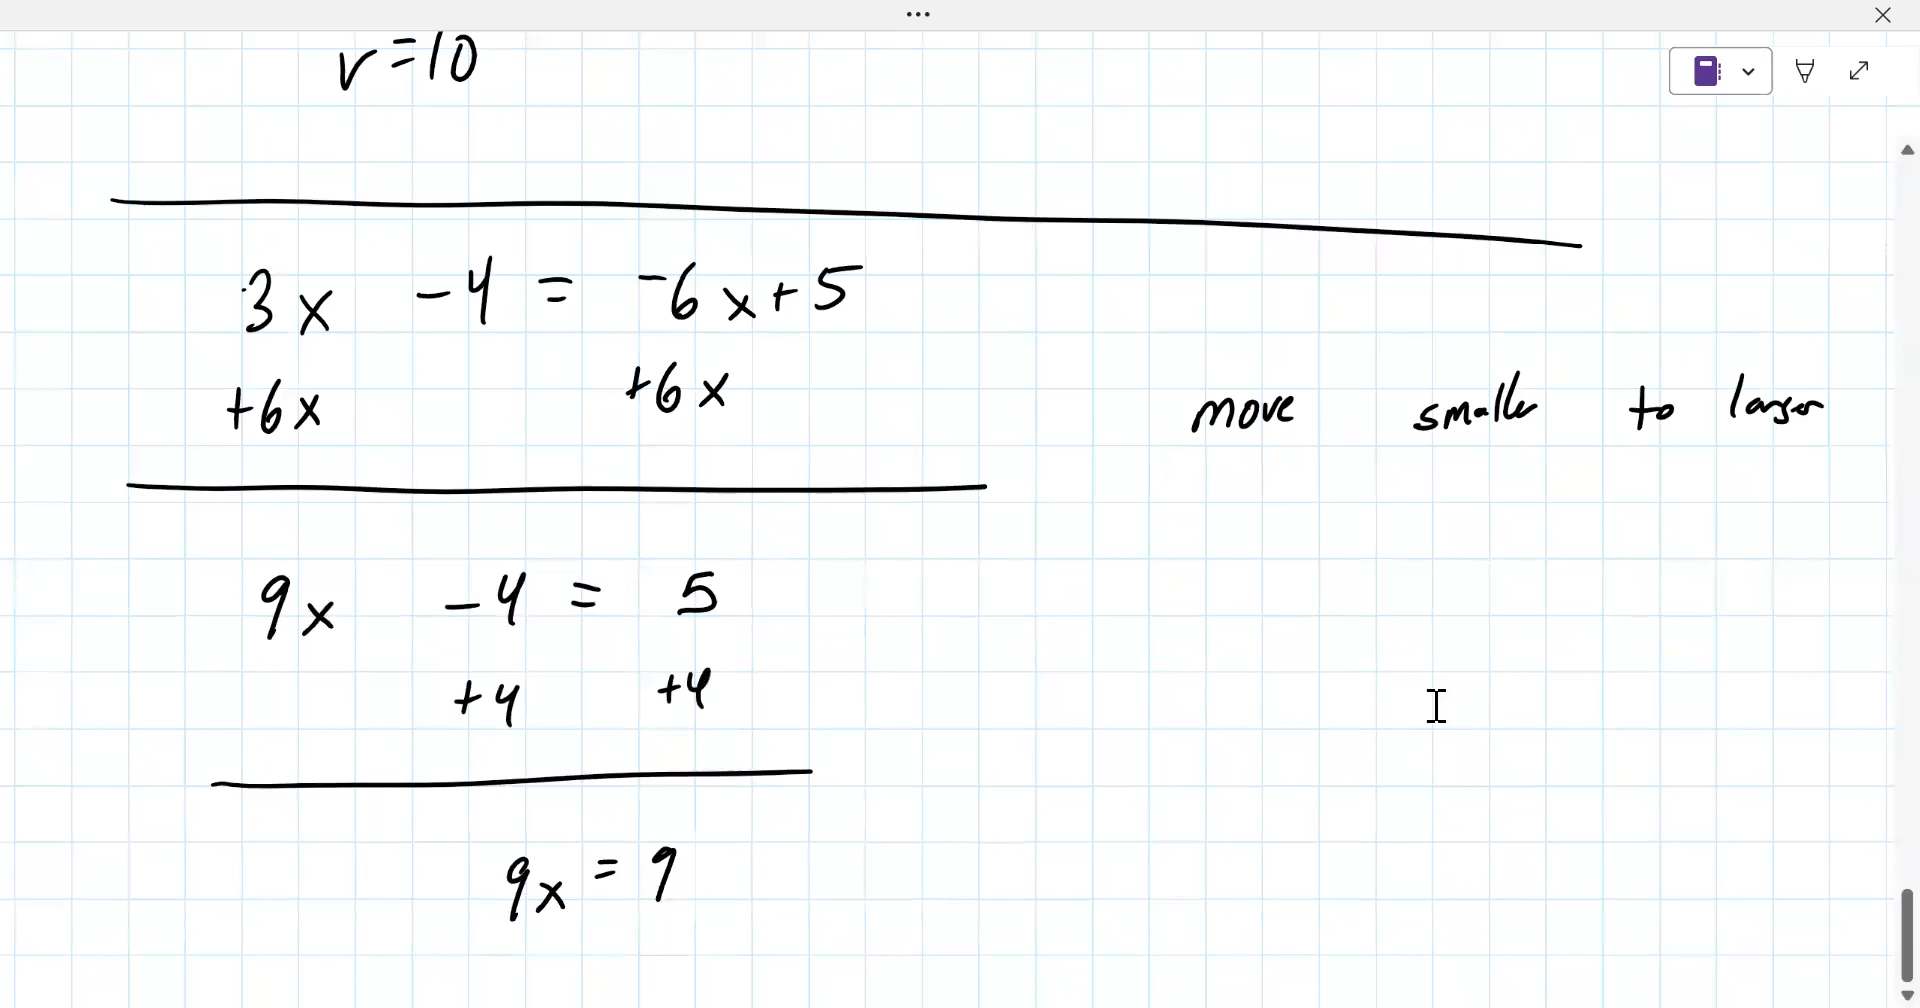 r=10
3x -4 = -6x+5
+6x +6x
move smaller to larger
9x -4 = 5
+4 +4
9x = 9